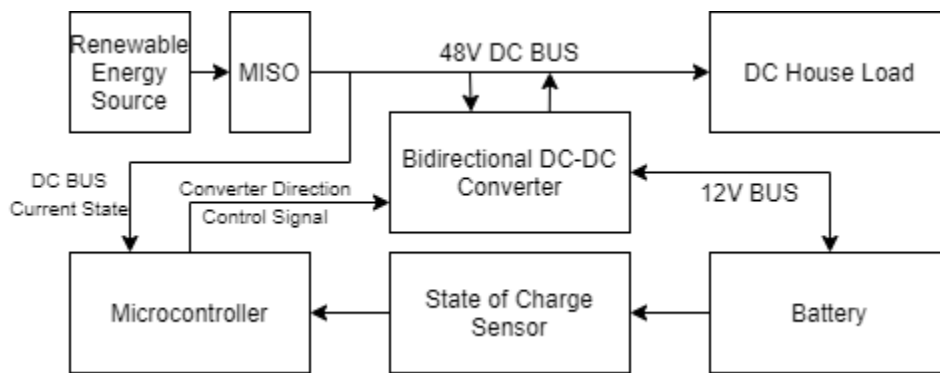 Renewable
Energy
Source
MISO
48V DC BUS
DC House Load
Bidirectional DC-DC
Converter
DC BUS
Current State
Converter Direction
Control Signal
12V BUS
Microcontroller
State of Charge
Sensor
Battery